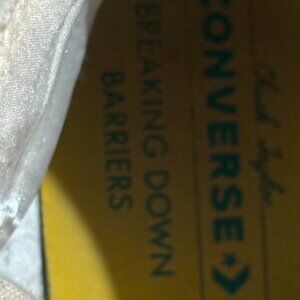 Chuck Taylor
CONVERSE
BREAKING DOWN
BARRIERS